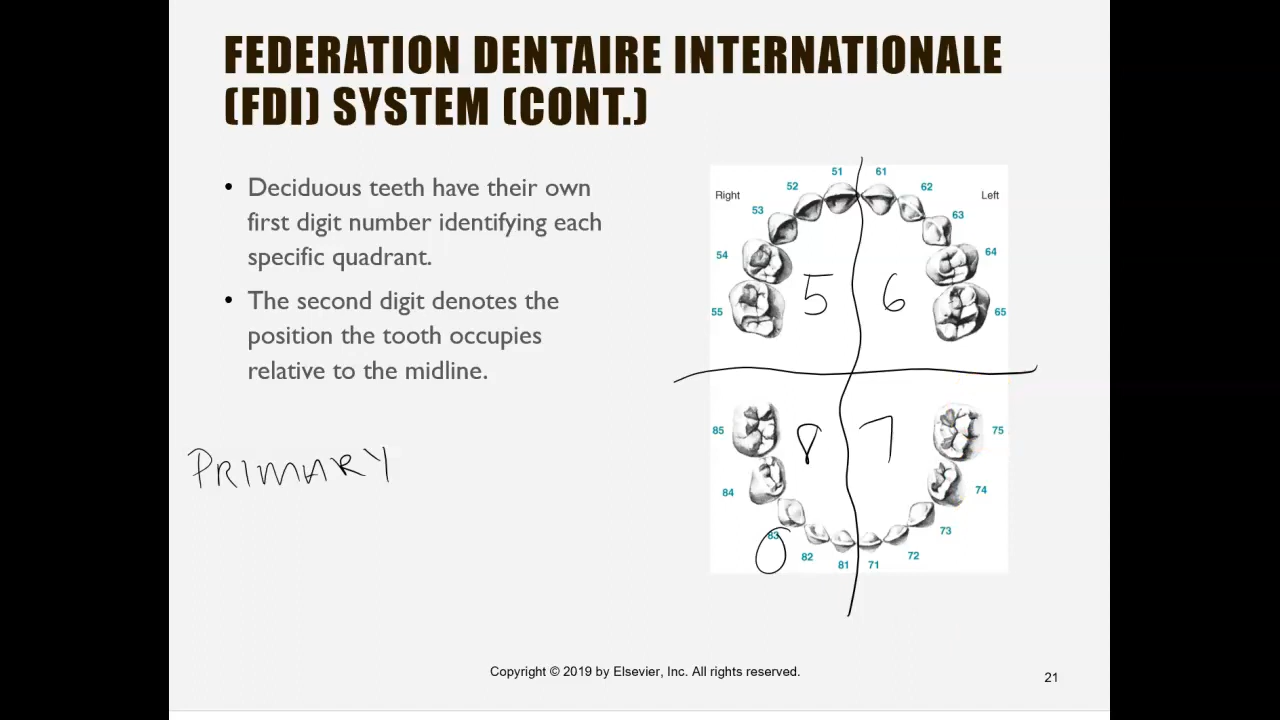 FEDERATION DENTAIRE INTERNATIONALE
(FDI) SYSTEM (CONT.)
• Deciduous teeth have their own
first digit number identifying each
specific quadrant.
• The second digit denotes the
position the tooth occupies
relative to the midline.
PRIMARY
51 61
52 62
Right Left
53 63
54 64
55 65
5 6
85 75
8 7
84 74
83 73
82 72
81 71
Copyright © 2019 by Elsevier, Inc. All rights reserved.
21